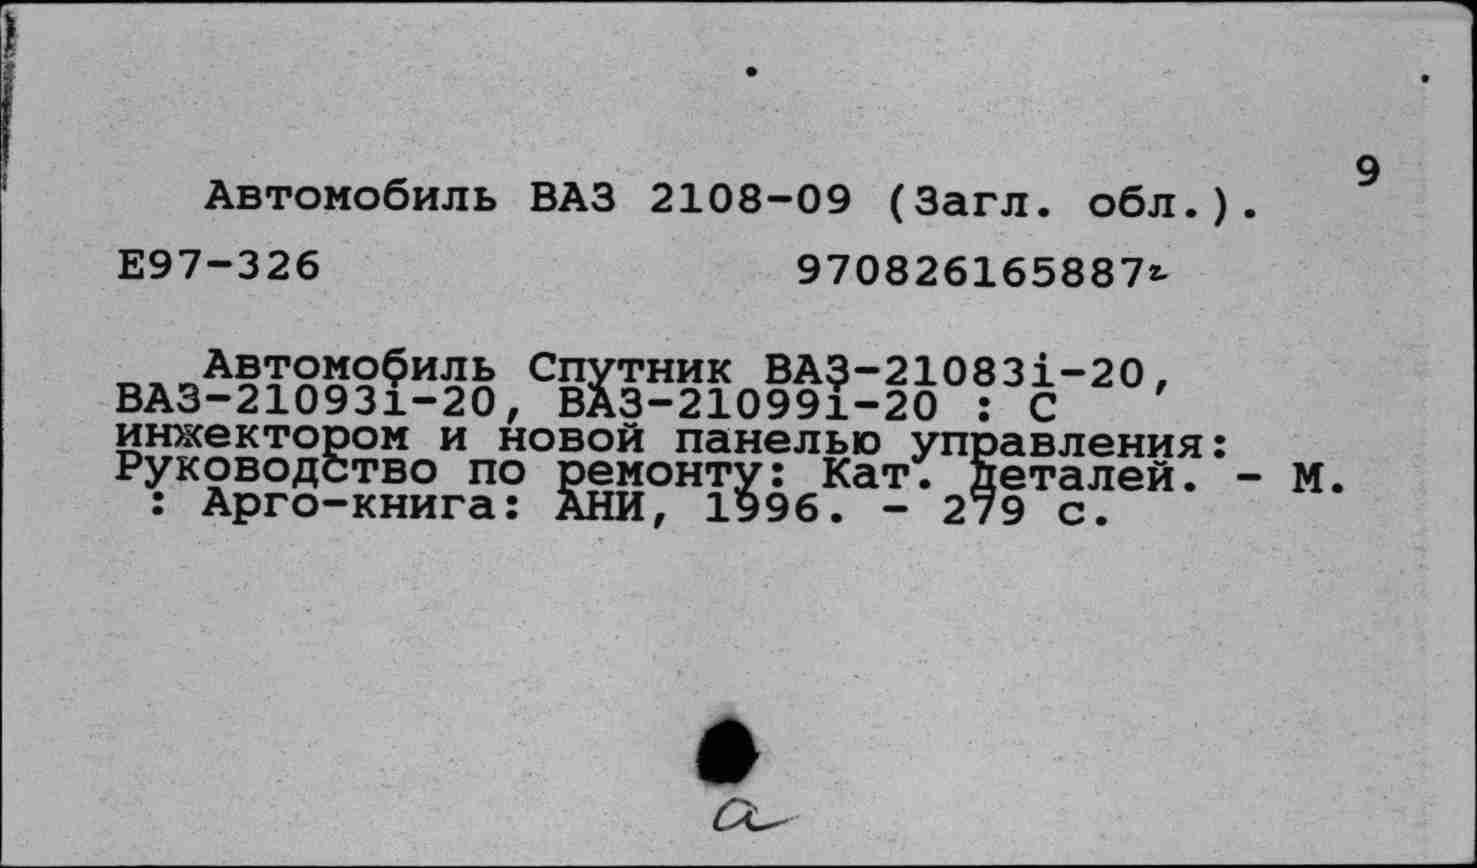 9
Автомобиль ВАЗ 2108-09 (Загл. обл.).
Е97-326 970826165887г
Автомобиль Спутник ВАЗ-21083i-20,
ВАЗ-21093i-20, ВАЗ-21099i-20 : С
инжектором и новой панелью управления:
Руководство по ремонту: Кат. деталей. - М.
: Арго-книга: АНИ, 1996. - 279 с.
а